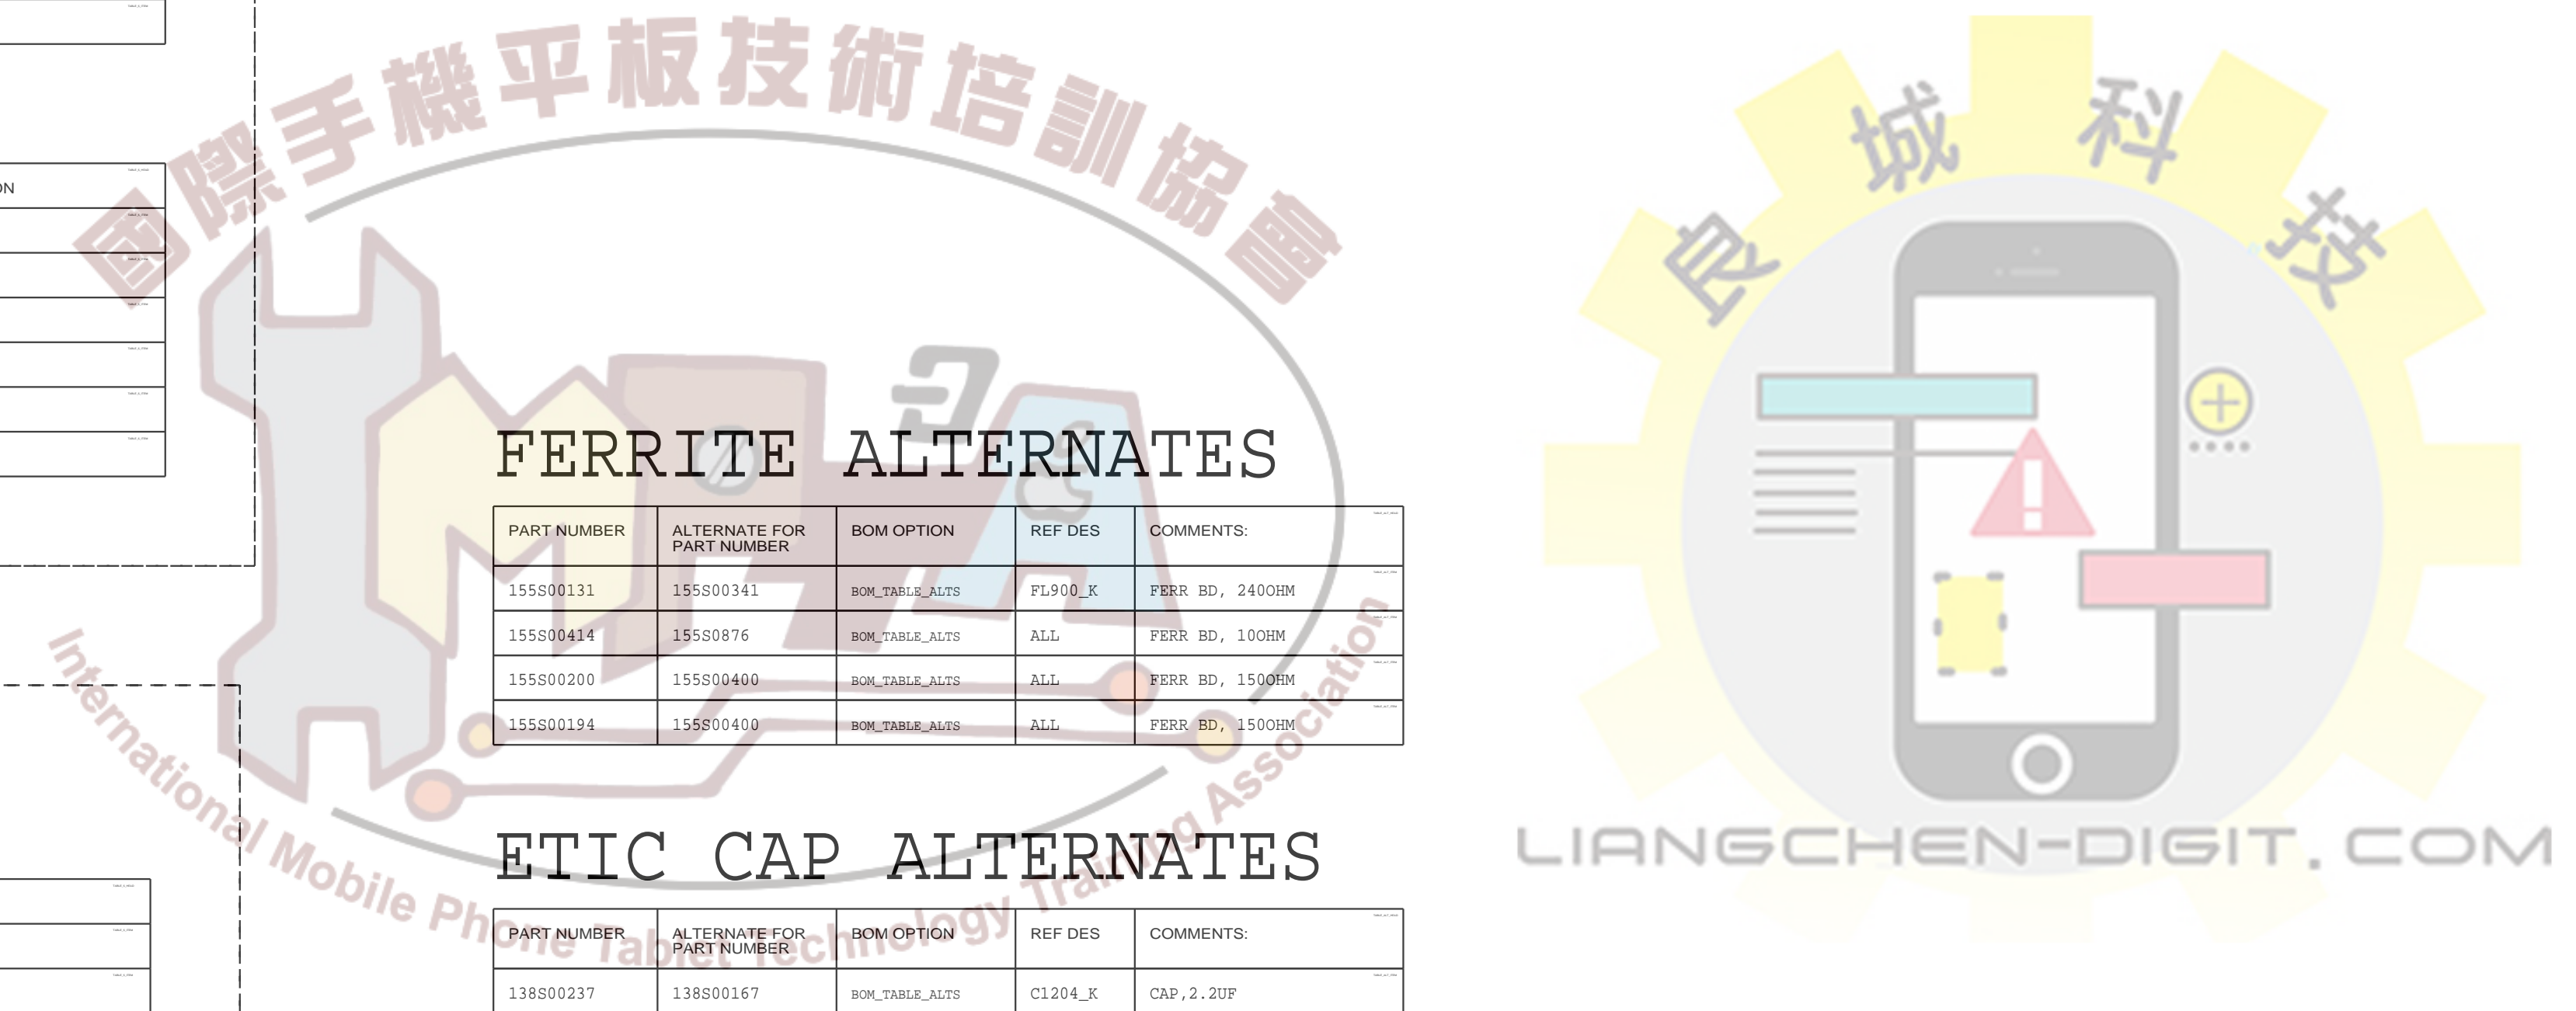 國際手機平板技術培訓協會
良城科技
ON
FERRITE ALTERNATES
PART NUMBER ALTERNATE FOR PART NUMBER BOM OPTION REF DES COMMENTS:
155S00131 155S00341 BOM_TABLE_ALTS FL900_K FERR BD, 240OHM
155S00414 155S0876 BOM_TABLE_ALTS ALL FERR BD, 10OHM
155S00200 155S00400 BOM_TABLE_ALTS ALL FERR BD, 150OHM
155S00194 155S00400 BOM_TABLE_ALTS ALL FERR BD, 150OHM
International Mobile Phone Tablet Technology Training Association
LIANGCHEN-DIGIT.COM
ETIC CAP ALTERNATES
PART NUMBER ALTERNATE FOR PART NUMBER BOM OPTION REF DES COMMENTS:
138S00237 138S00167 BOM_TABLE_ALTS C1204_K CAP,2.2UF